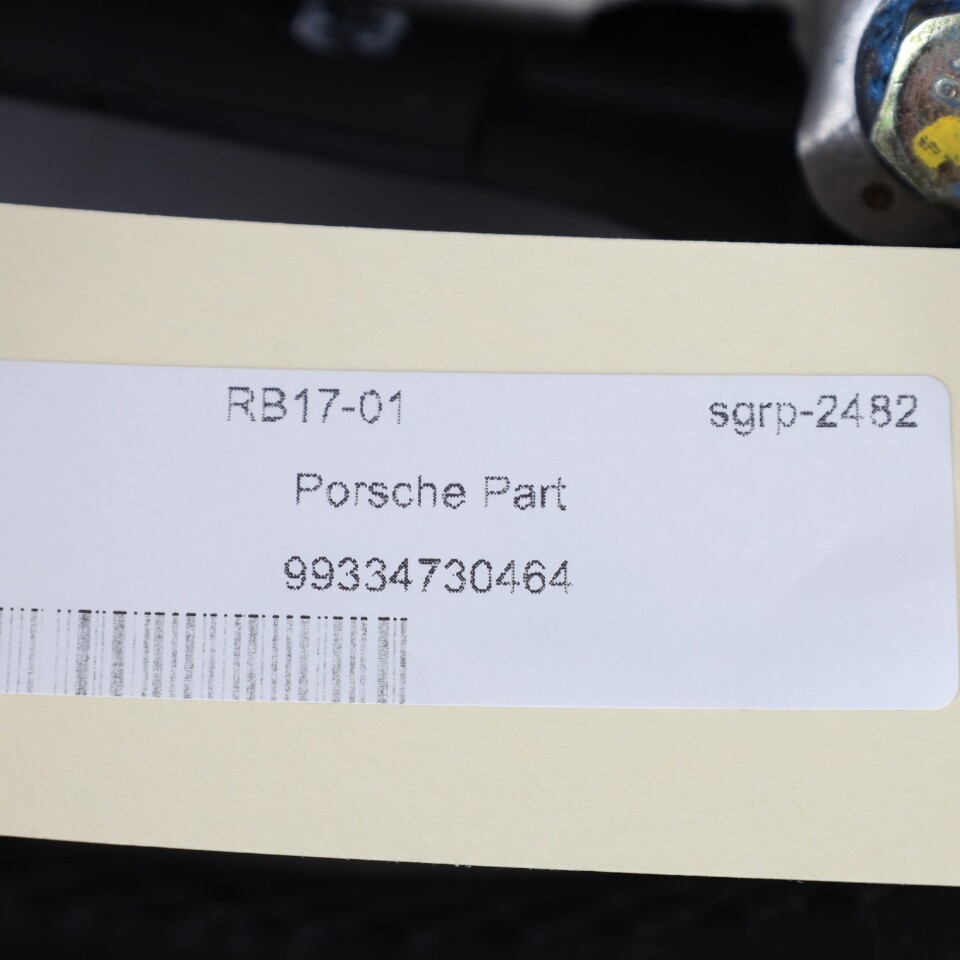 RB17-01 sgrp-2482
Porsche Part
99334730464